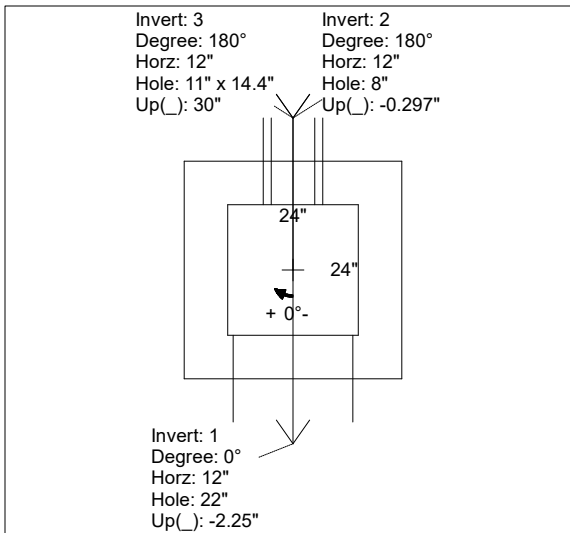 Invert: 3
Degree: 180°
Horz: 12"
Hole: 11" x 14.4"
Up(_): 30"
Invert: 2
Degree: 180°
Horz: 12"
Hole: 8"
Up(_): -0.297"
24"
24"
+ 0°-
Invert: 1
Degree: 0°
Horz: 12"
Hole: 22"
Up(_): -2.25"